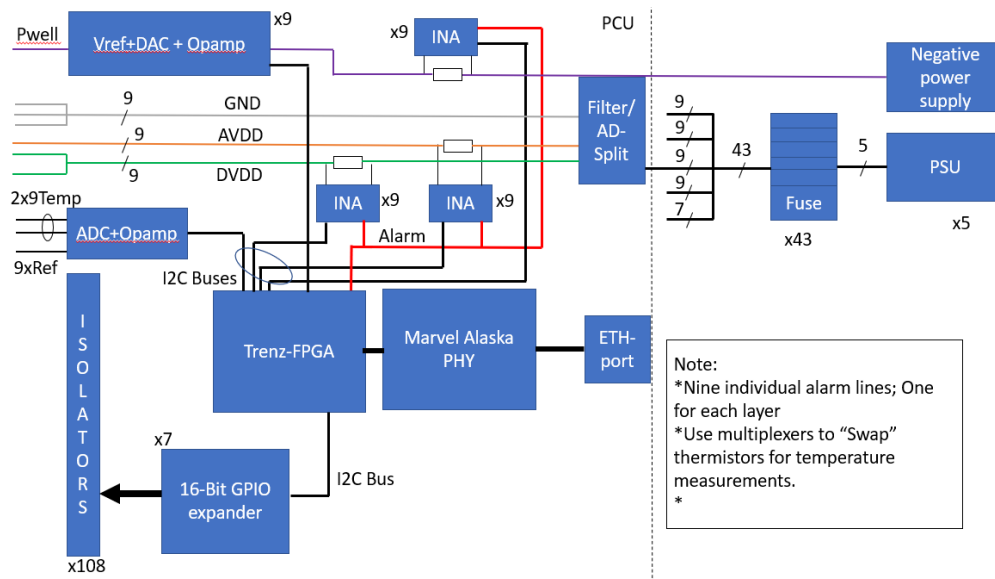 x9
Pwell
Vref+DAC + Opamp
x9
INA
PCU
Negative
power
supply
9
GND
9
AVDD
9
DVDD
Filter/
AD-
Split
9
9
9
9
7
43
Fuse
x43
5
PSU
x5
2x9Temp
ADC+Opamp
9xRef
INA
x9
INA
x9
Alarm
I2C Buses
I
S
O
L
A
T
O
R
S
x108
Trenz-FPGA
Marvel Alaska
PHY
ETH-
port
x7
16-Bit GPIO
expander
I2C Bus
Note:
*Nine individual alarm lines; One
for each layer
*Use multiplexers to “Swap”
thermistors for temperature
measurements.
*